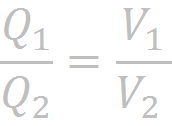 Q₁/Q₂ = V₁/V₂